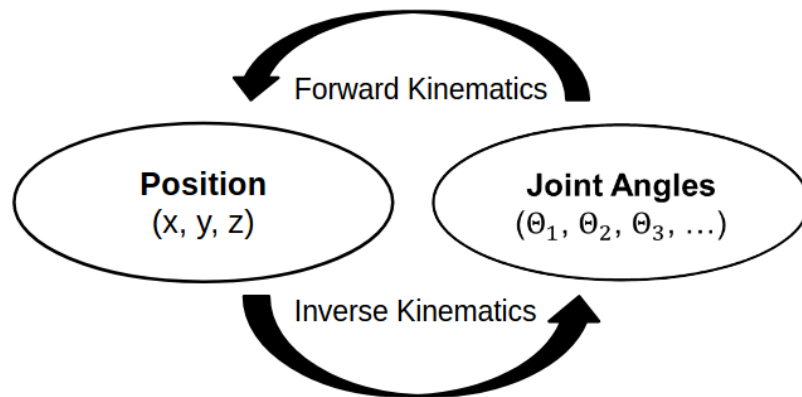 Forward Kinematics
Position
(x, y, z)
Joint Angles
(Θ₁, Θ₂, Θ₃, …)
Inverse Kinematics